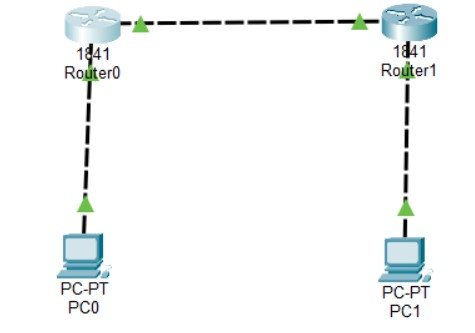 1841
Router0
1841
Router1
PC-PT
PC0
PC-PT
PC1